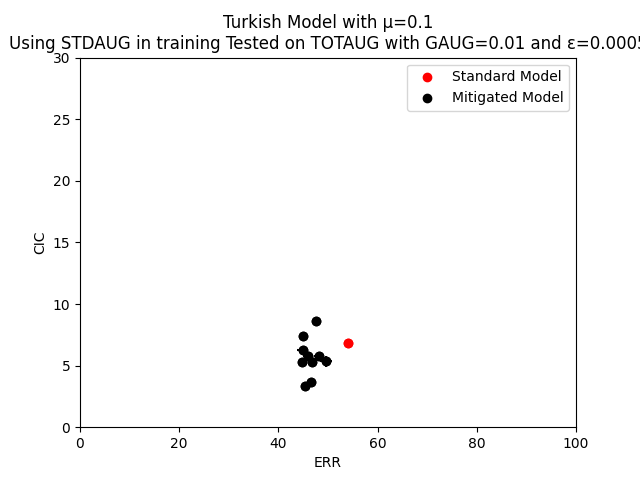 Turkish Model with μ=0.1
Using STDAUG in training Tested on TOTAUG with GAUG=0.01 and ε=0.0005
Standard Model
Mitigated Model
30
25
20
15
10
5
0
CIC
0 20 40 60 80 100
ERR